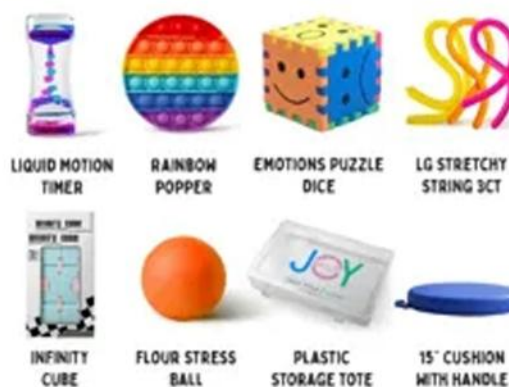 LIQUID MOTION
TIMER
RAINBOW
POPPER
EMOTIONS PUZZLE
DICE
LG STRETCHY
STRING 3CT
INFINITY
CUBE
FLOUR STRESS
BALL
JOY
PLASTIC
STORAGE TOTE
15" CUSHION
WITH HANDLE